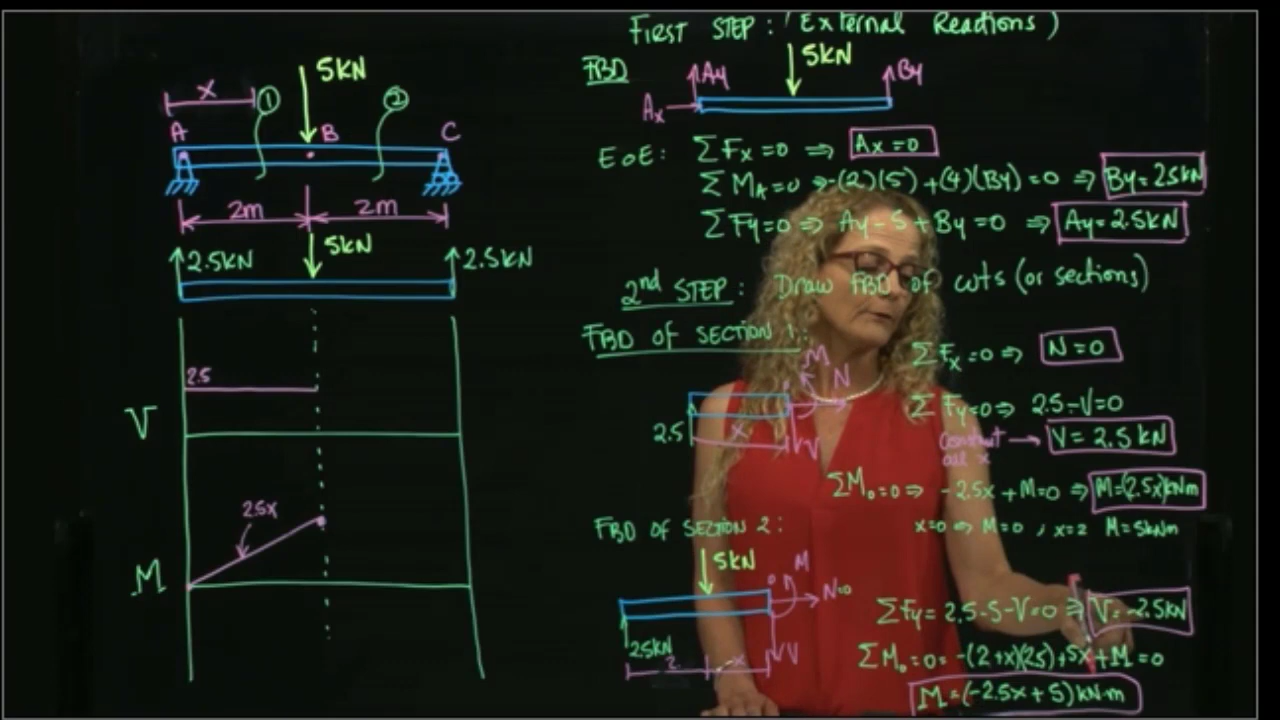 FIRST STEP: (External Reactions)
FBD
Ay
5kN
By
Ax
EoE: ΣFx=0 ⇒ Ax=0
ΣMA=0 ⇒ -(2)(5)+(4)(By)=0 ⇒ By=2.5kN
ΣFy=0 ⇒ Ay-5+By=0 ⇒ Ay=2.5kN
2nd STEP: Draw FBD of cuts (or sections)
FBD OF SECTION 1:
M
N
2.5
x
V
ΣFx=0 ⇒ N=0
ΣFy=0 ⇒ 2.5-V=0
Constant all x → V=2.5kN
ΣMo=0 ⇒ -2.5x+M=0 ⇒ M=(2.5x)kNm
x=0 ⇒ M=0, x=2 M=5kNm
FBD OF SECTION 2:
5kN
o
M
N=0
2.5kN
V
2
x
ΣFy=2.5-5-V=0 ⇒ V=-2.5kN
ΣMo=0=-(2+x)(2.5)+5x+M=0
M=(-2.5x+5)kN·m
5kN
x
1
2
A
B
C
2m
2m
2.5kN
5kN
2.5kN
2.5
V
2.5x
M